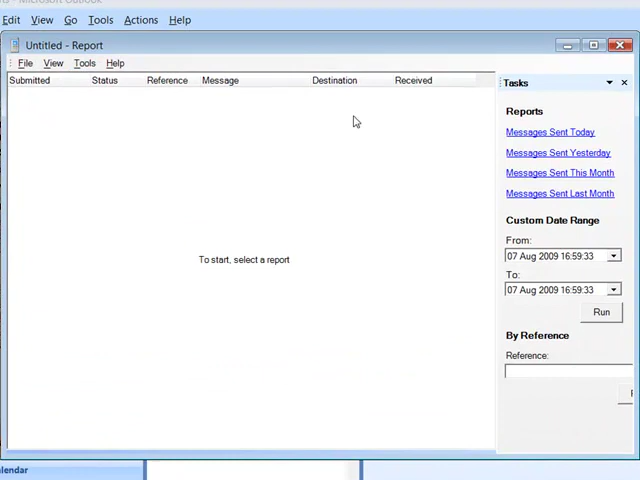 Microsoft Outlook
Edit View Go Tools Actions Help
Untitled - Report
File View Tools Help
Submitted Status Reference Message Destination Received
To start, select a report
Tasks
Reports
Messages Sent Today
Messages Sent Yesterday
Messages Sent This Month
Messages Sent Last Month
Custom Date Range
From:
07 Aug 2009 16:59:33
To:
07 Aug 2009 16:59:33
Run
By Reference
Reference:
alendar